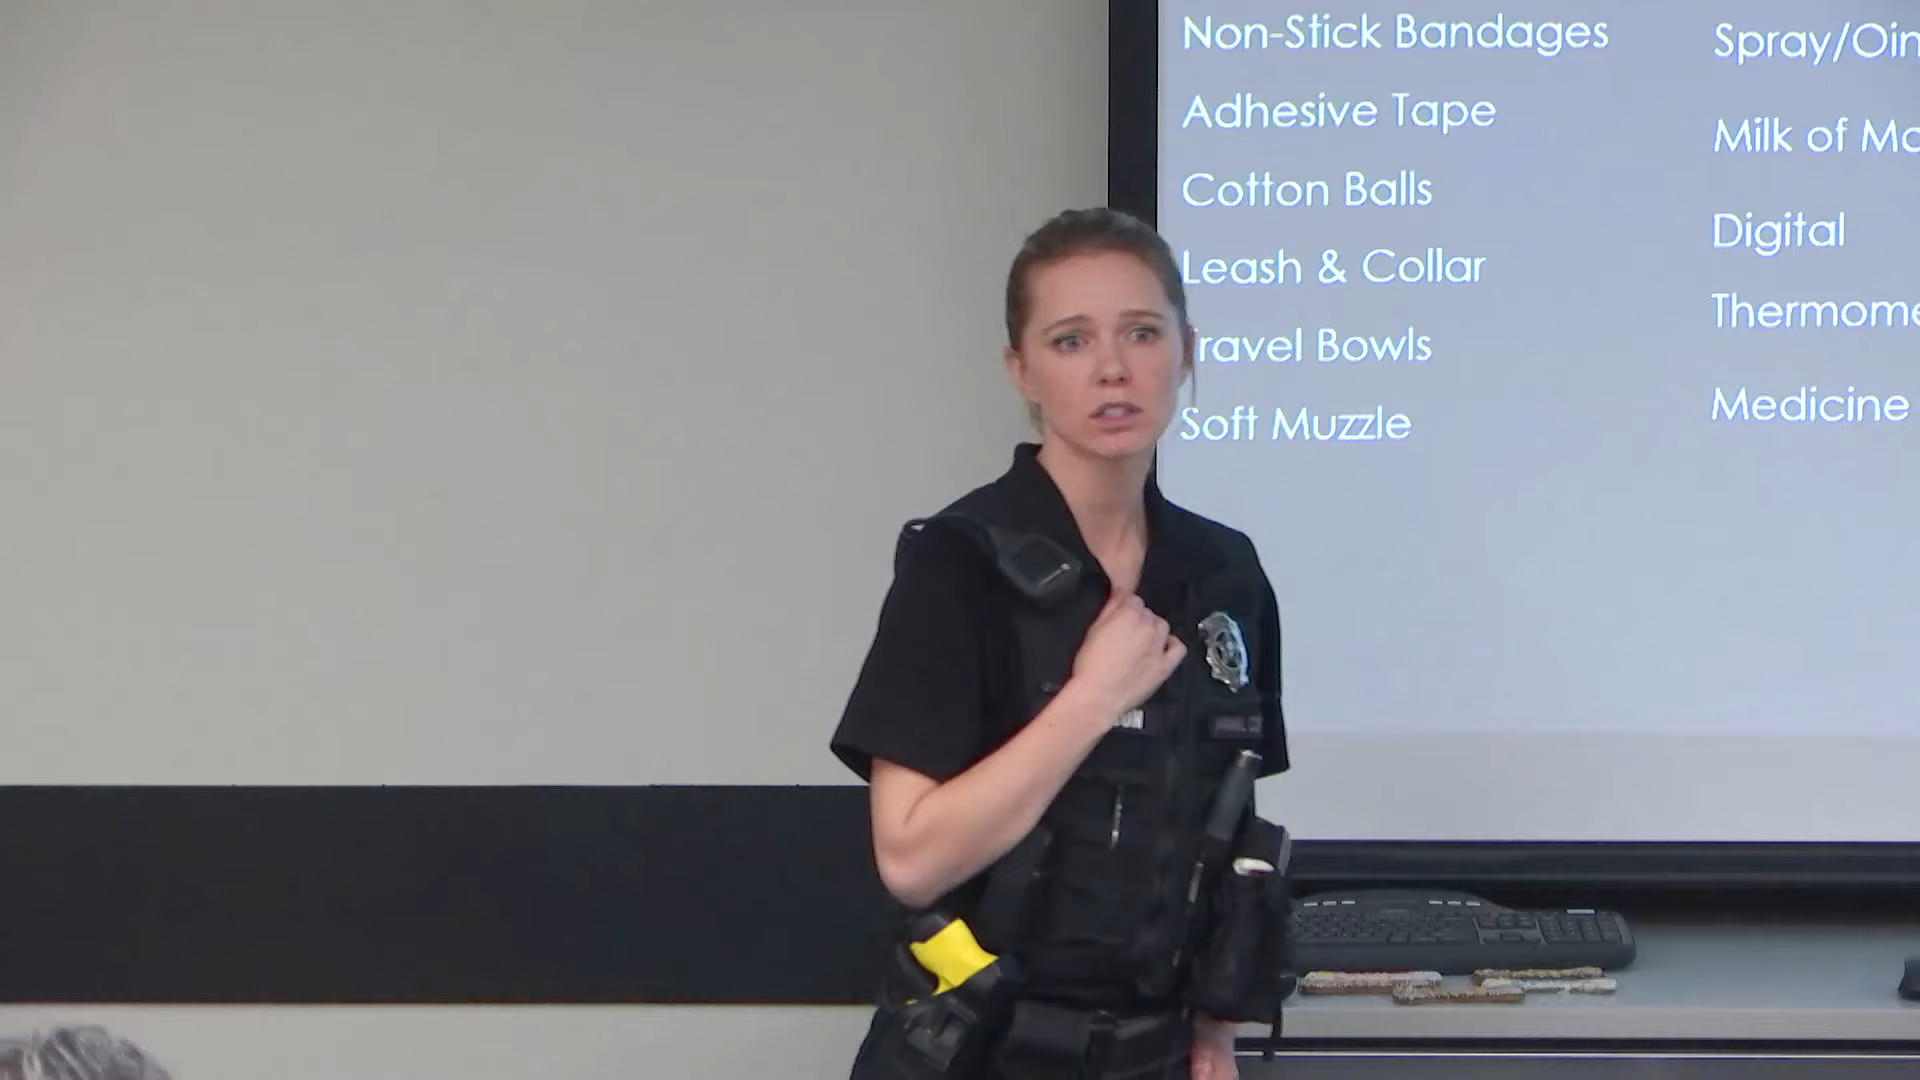 Non-Stick Bandages
Adhesive Tape
Cotton Balls
Leash & Collar
ravel Bowls
Soft Muzzle
Spray/Oin
Milk of Ma
Digital
Thermome
Medicine